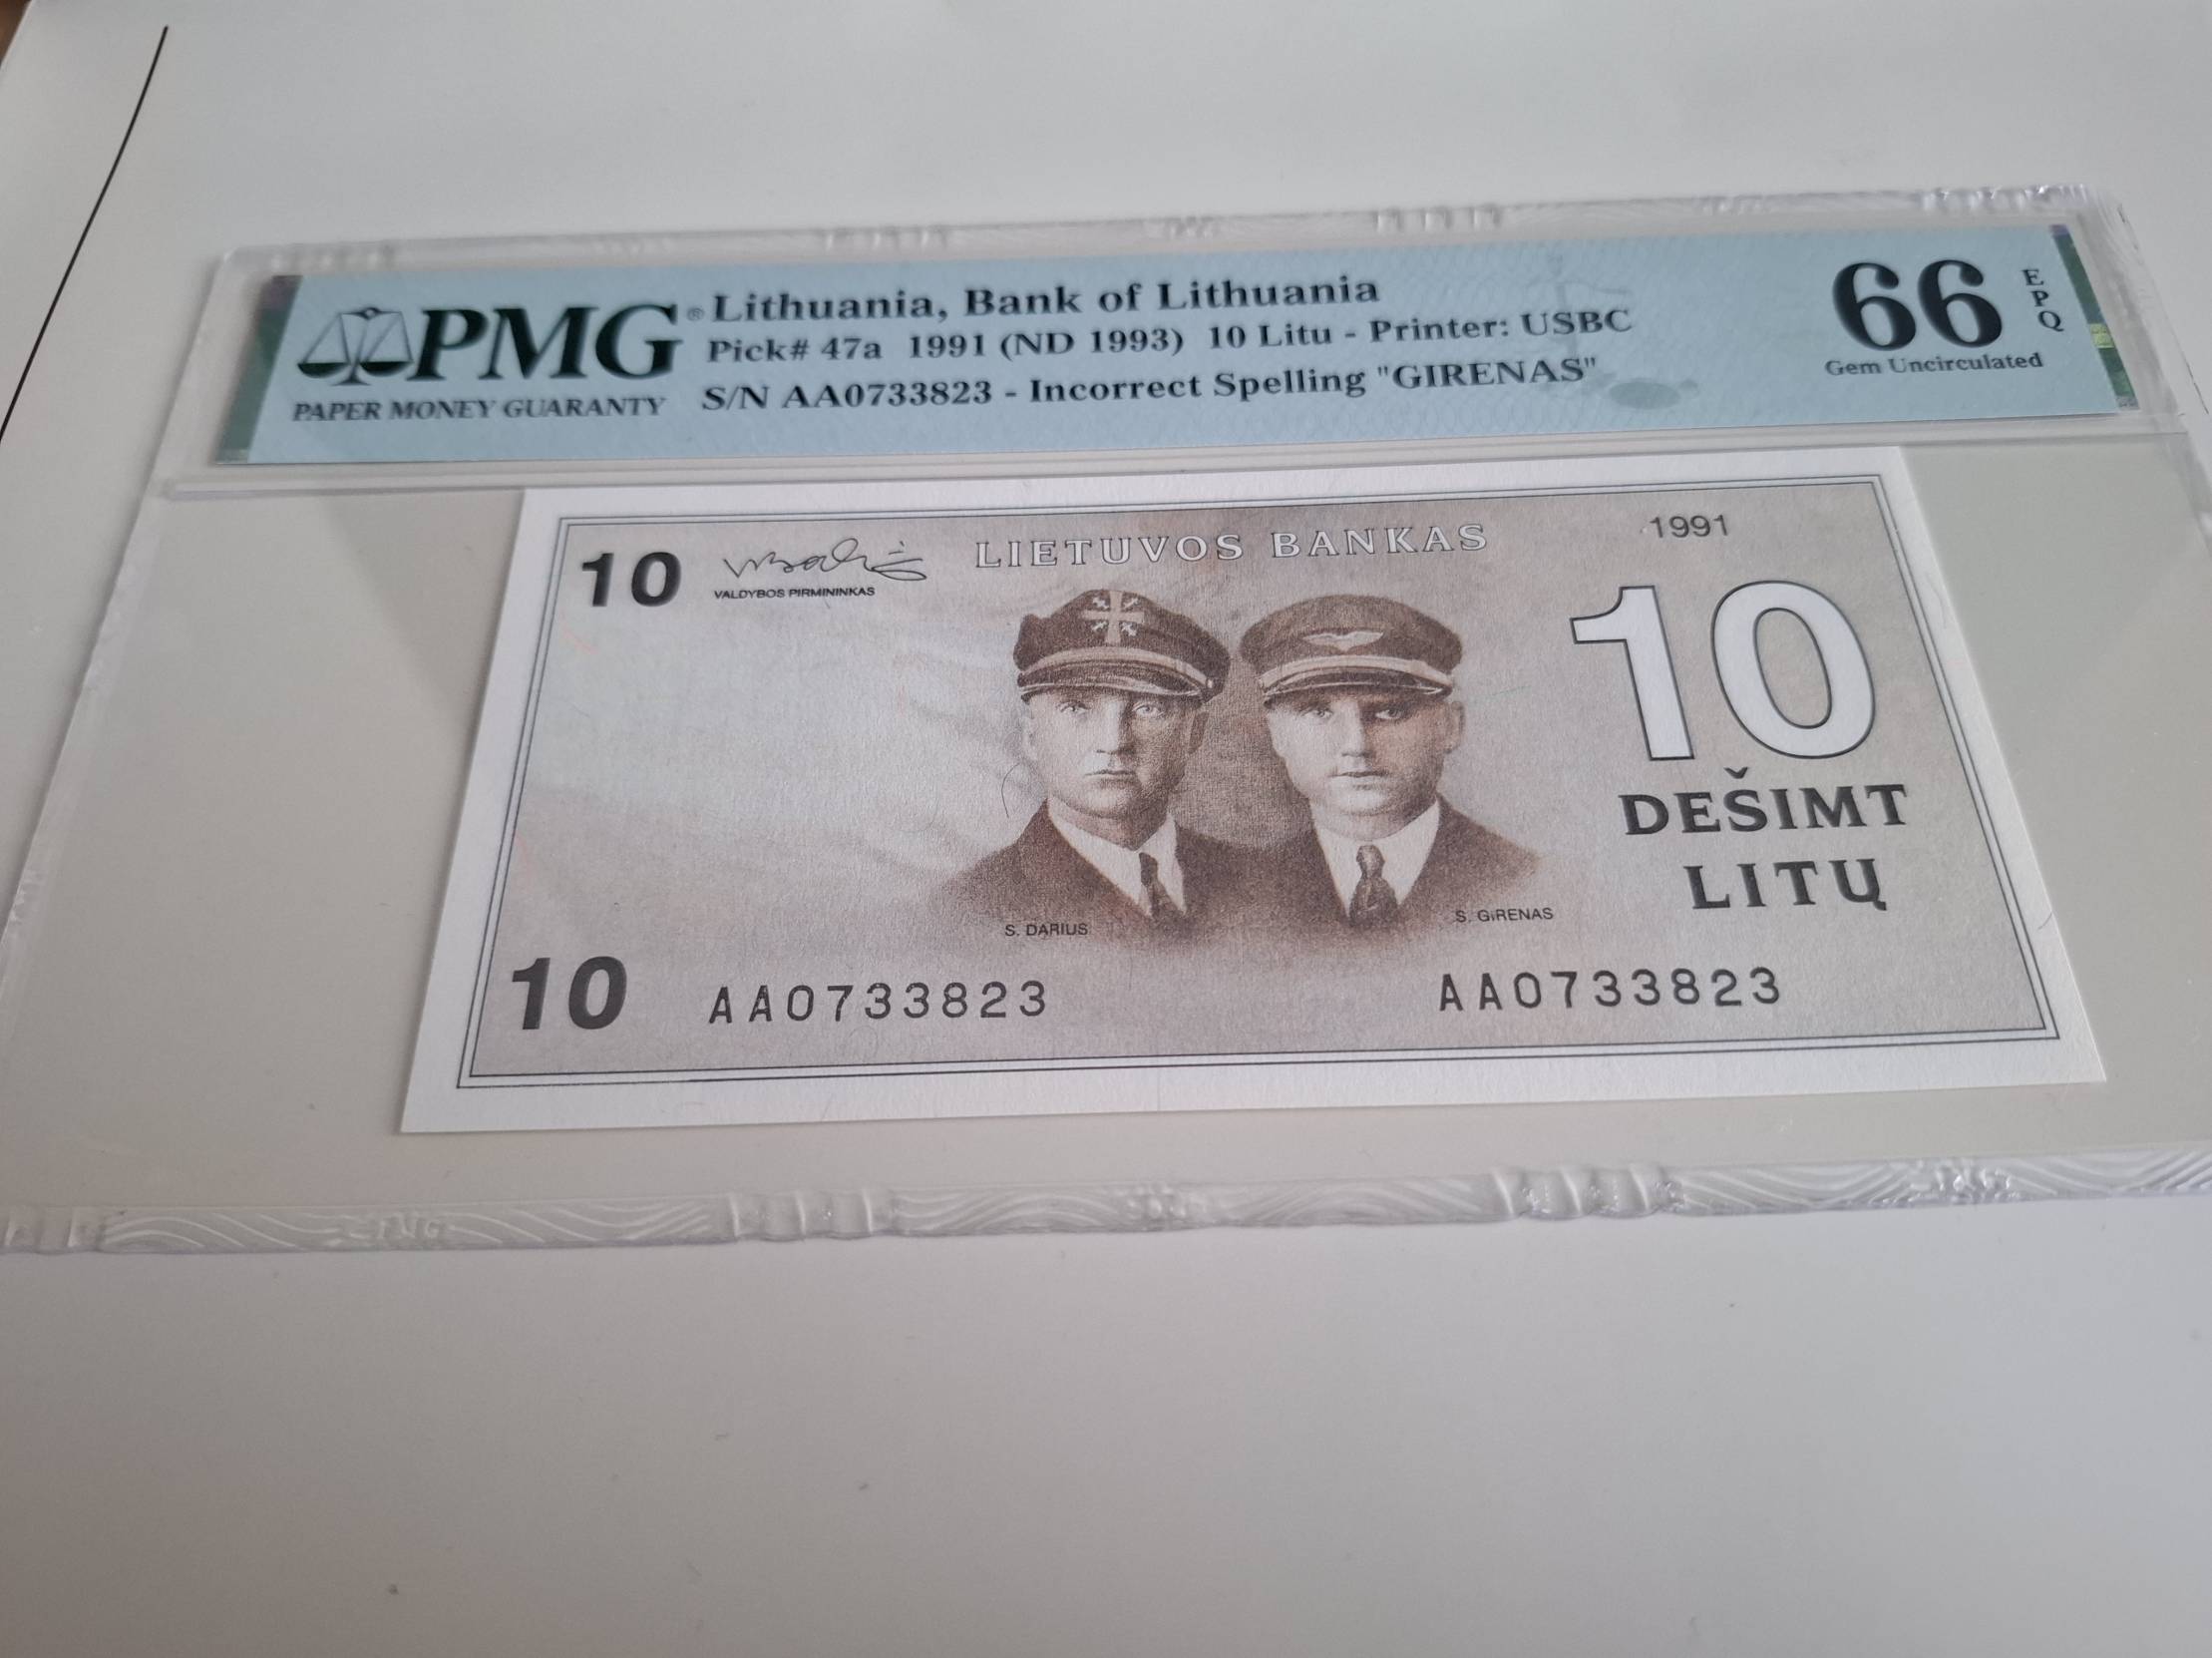 PMG®
PAPER MONEY GUARANTY
Lithuania, Bank of Lithuania
Pick# 47a 1991 (ND 1993) 10 Litu - Printer: USBC
S/N AA0733823 - Incorrect Spelling "GIRENAS"
66
EPQ
Gem Uncirculated
10
VALDYBOS PIRMININKAS
LIETUVOS BANKAS
1991
10
DEŠIMT
LITŲ
S. DARIUS
S. GiRENAS
10
AA0733823
AA0733823